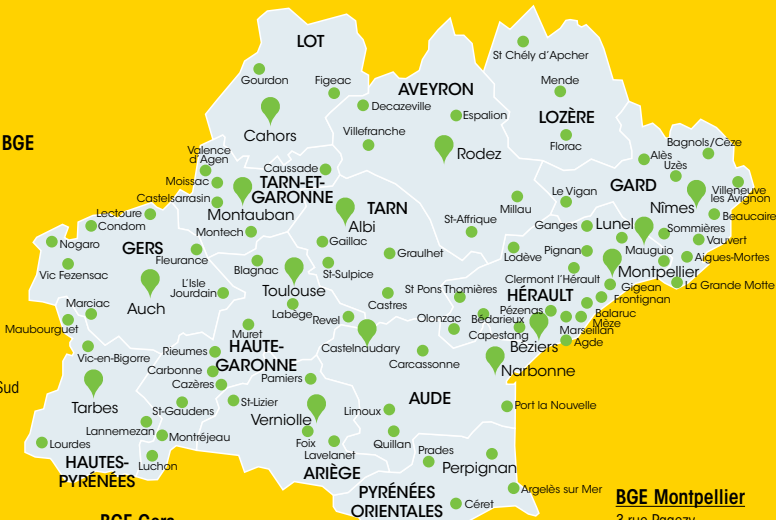 LOT
St Chély d'Apcher
Gourdon
Figeac
AVEYRON
Mende
Decazeville
Espalion
LOZÈRE
Cahors
Villefranche
BGE
Rodez
Florac
Bagnols/Cèze
Valence
d'Agen
Alès
Uzès
Caussade
Moissac
TARN-ET-
GARONNE
GARD
Villeneuve
les Avignon
Castelsarrasin
Le Vigan
Nîmes
Montauban
TARN
Millau
Lectoure
Beaucaire
Condom
Montech
Albi
St-Affrique
Ganges
Lunel
Sommières
Nogaro
GERS
Gaillac
Vauvert
Fleurance
Graulhet
Lodève
Pignan
Mauguio
Aigues-Mortes
Vic Fezensac
Blagnac
St-Sulpice
Clermont l'Hérault
Montpellier
La Grande Motte
L'Isle
Jourdain
Toulouse
St Pons Thomières
HÉRAULT
Gigean
Frontignan
Marciac
Auch
Castres
Labège
Revel
Olonzac
Bédarieux
Pézenas
Balaruc
Mèze
Maubourguet
Muret
Capestang
Marseillan
Agde
Castelnaudary
Béziers
Vic-en-Bigorre
Rieumes
HAUTE-
GARONNE
Carcassonne
Narbonne
Carbonne
Pamiers
Sud
Cazères
AUDE
Tarbes
St-Gaudens
St-Lizier
Verniolle
Limoux
Port la Nouvelle
Lannemezan
Montréjeau
Lourdes
Foix
Quillan
Lavelanet
Prades
HAUTES-
PYRÉNÉES
Luchon
ARIÈGE
Perpignan
PYRÉNÉES
ORIENTALES
Céret
Argelès sur Mer
BGE Montpellier